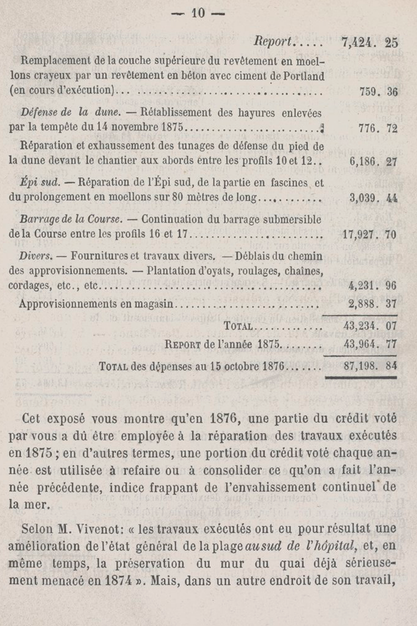 — 10 —
Report..... 7,424. 25
Remplacement de la couche supérieure du revêtement en moel-
lons crayeux par un revêtement en béton avec ciment de Portland
(en cours d'exécution)... 759. 36
Défense de la dune. — Rétablissement des hayures enlevées
par la tempête du 14 novembre 1875... 776. 72
Réparation et exhaussement des tunages de défense du pied de
la dune devant le chantier aux abords entre les profils 10 et 12.. 6,186. 27
Épi sud. — Réparation de l'Épi sud, de la partie en fascines et
du prolongement en moellons sur 80 mètres de long... 3,039. 44
Barrage de la Course. — Continuation du barrage submersible
de la Course entre les profils 16 et 17... 17,927. 70
Divers. — Fournitures et travaux divers. — Déblais du chemin
des approvisionnements. — Plantation d'oyats, roulages, chaînes,
cordages, etc., etc... 4,231. 96
Approvisionnements en magasin... 2,888. 37
TOTAL... 43,234. 07
REPORT de l'année 1875... 43,964. 77
TOTAL des dépenses au 15 octobre 1876... 87,198. 84
Cet exposé vous montre qu'en 1876, une partie du crédit voté
par vous a dû être employée à la réparation des travaux exécutés
en 1875 ; en d'autres termes, une portion du crédit voté chaque an-
née est utilisée à refaire ou à consolider ce qu'on a fait l'an-
née précédente, indice frappant de l'envahissement continuel de
la mer.
Selon M. Vivenot : « les travaux exécutés ont eu pour résultat une
amélioration de l'état général de la plage au sud de l'hôpital, et, en
même temps, la préservation du mur du quai déjà sérieuse-
ment menacé en 1874 ». Mais, dans un autre endroit de son travail,